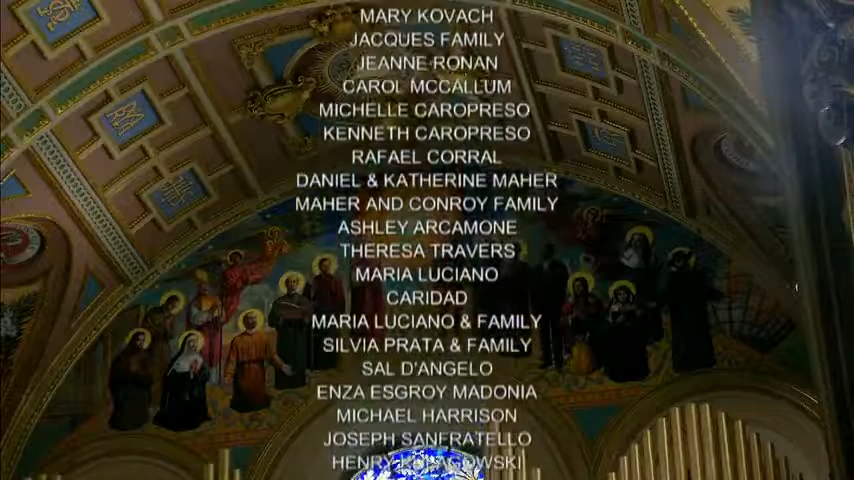 MARY KOVACH
JACQUES FAMILY
JEANNE RONAN
CAROL MCCALLUM
MICHELLE CAROPRESO
KENNETH CAROPRESO
RAFAEL CORRAL
DANIEL & KATHERINE MAHER
MAHER AND CONROY FAMILY
ASHLEY ARCAMONE
THERESA TRAVERS
MARIA LUCIANO
CARIDAD
MARIA LUCIANO & FAMILY
SILVIA PRATA & FAMILY
SAL D'ANGELO
ENZA ESGROY MADONIA
MICHAEL HARRISON
JOSEPH SANFRATELLO
HENRY